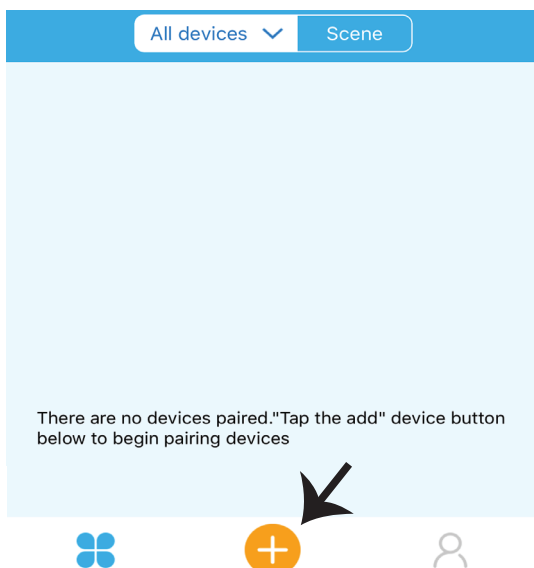 All devices Scene
There are no devices paired."Tap the add" device button
below to begin pairing devices